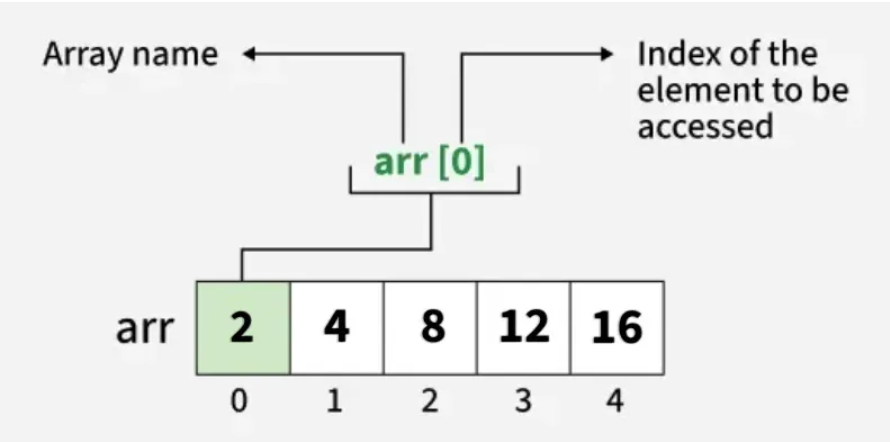 Array name
Index of the
element to be
accessed
arr [0]
arr 2 4 8 12 16
0 1 2 3 4